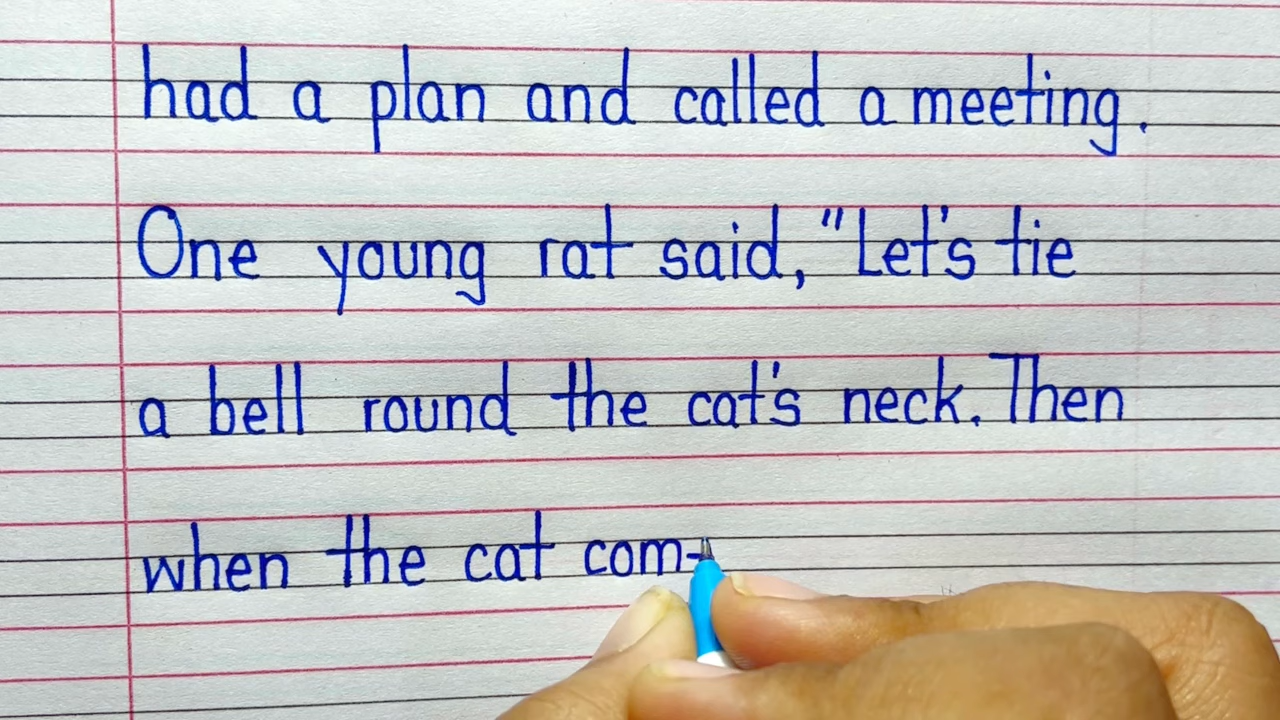 had a plan and called a meeting.
One young rat said, "Let's tie
a bell round the cat's neck. Then
when the cat com